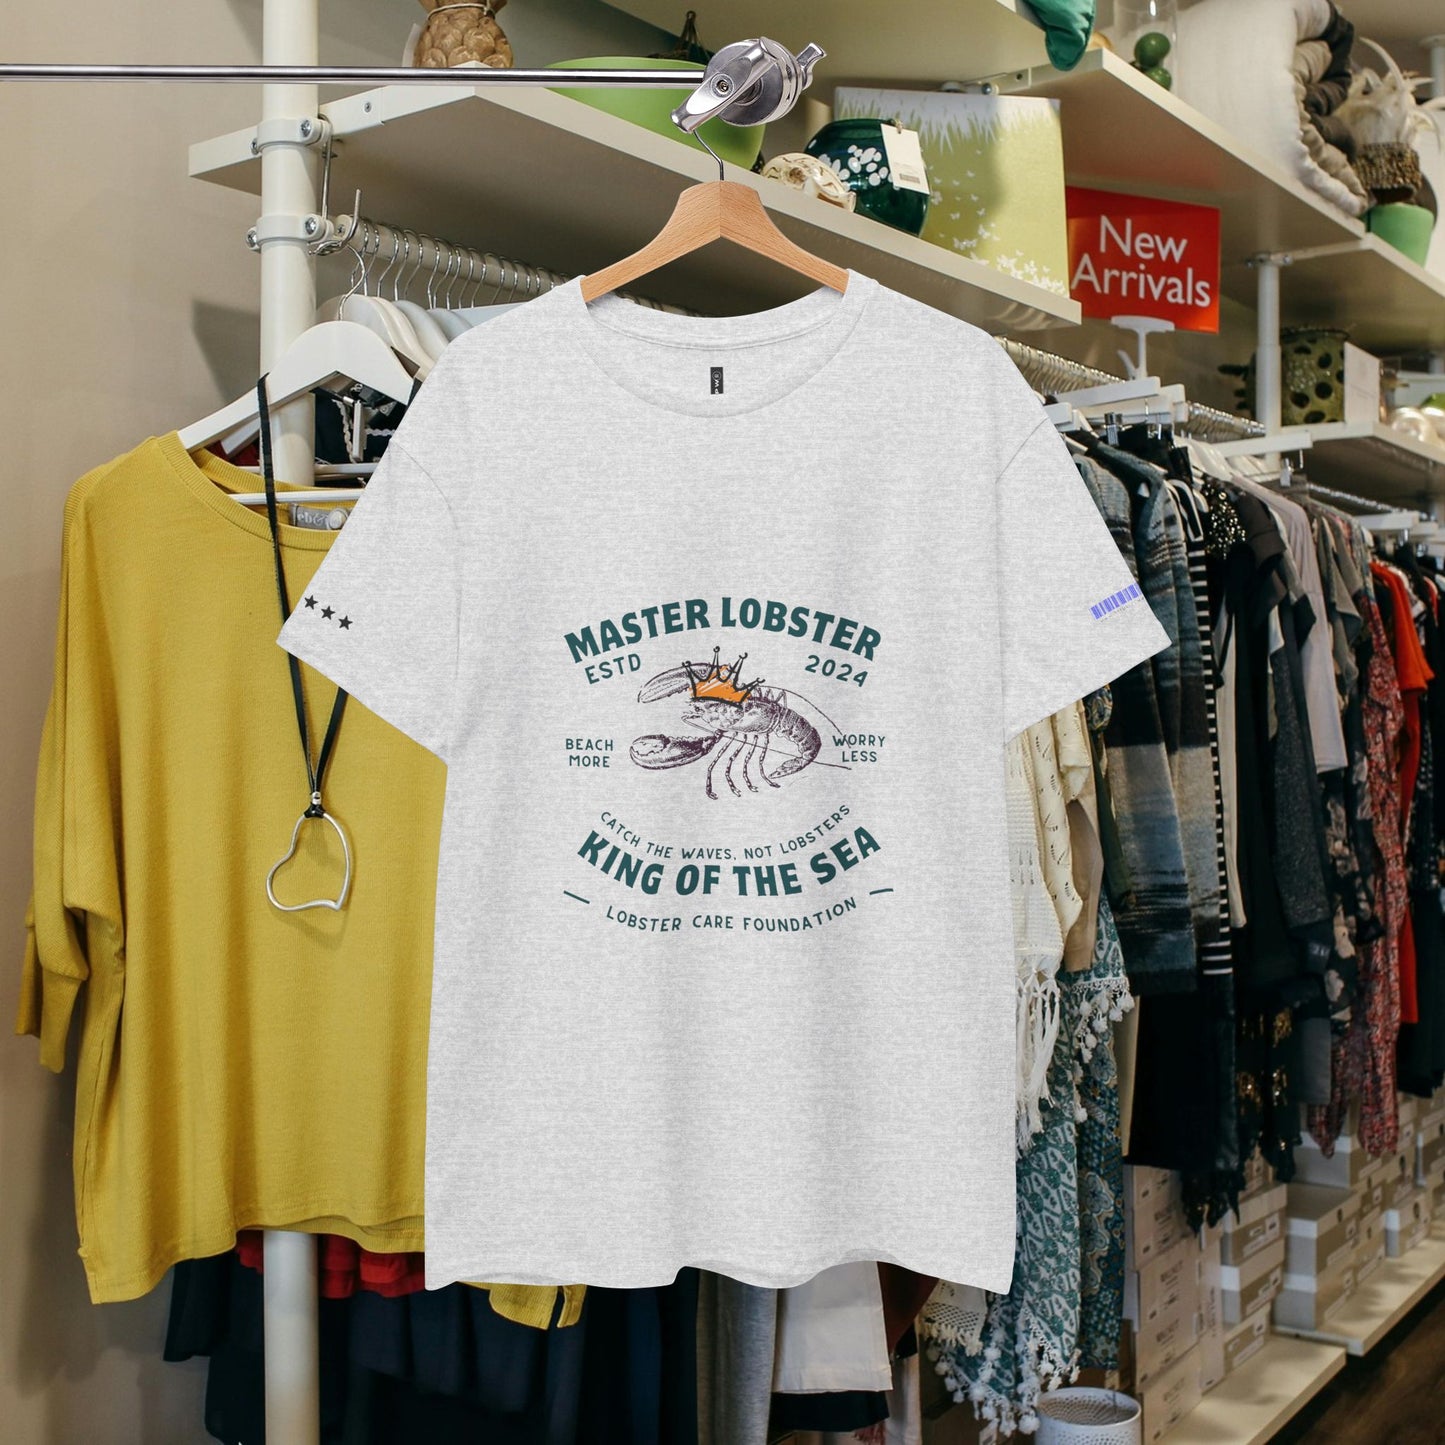 New
Arrivals
MASTER LOBSTER
ESTD 2024
BEACH
MORE
WORRY
LESS
CATCH THE WAVES, NOT LOBSTERS
KING OF THE SEA
LOBSTER CARE FOUNDATION